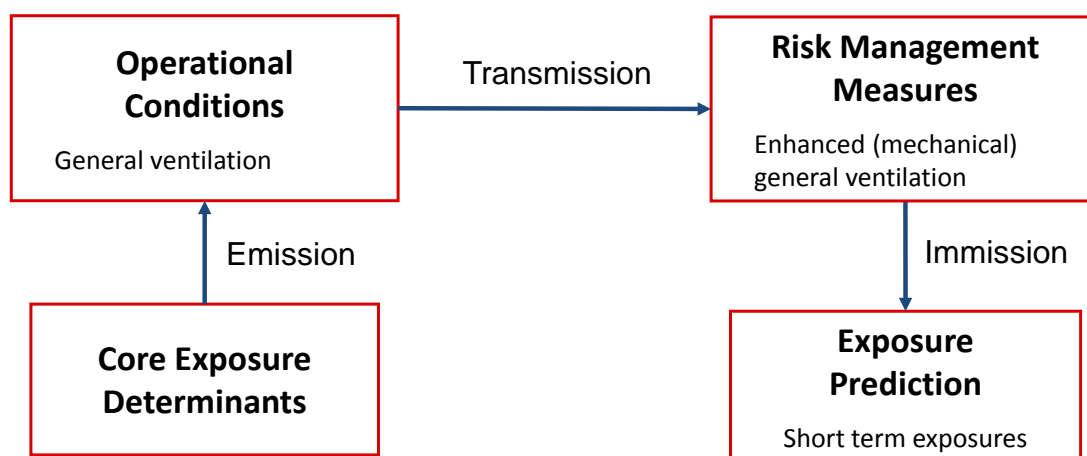 Operational
Conditions
General ventilation
Transmission
Risk Management
Measures
Enhanced (mechanical)
general ventilation
Emission
Immission
Core Exposure
Determinants
Exposure
Prediction
Short term exposures